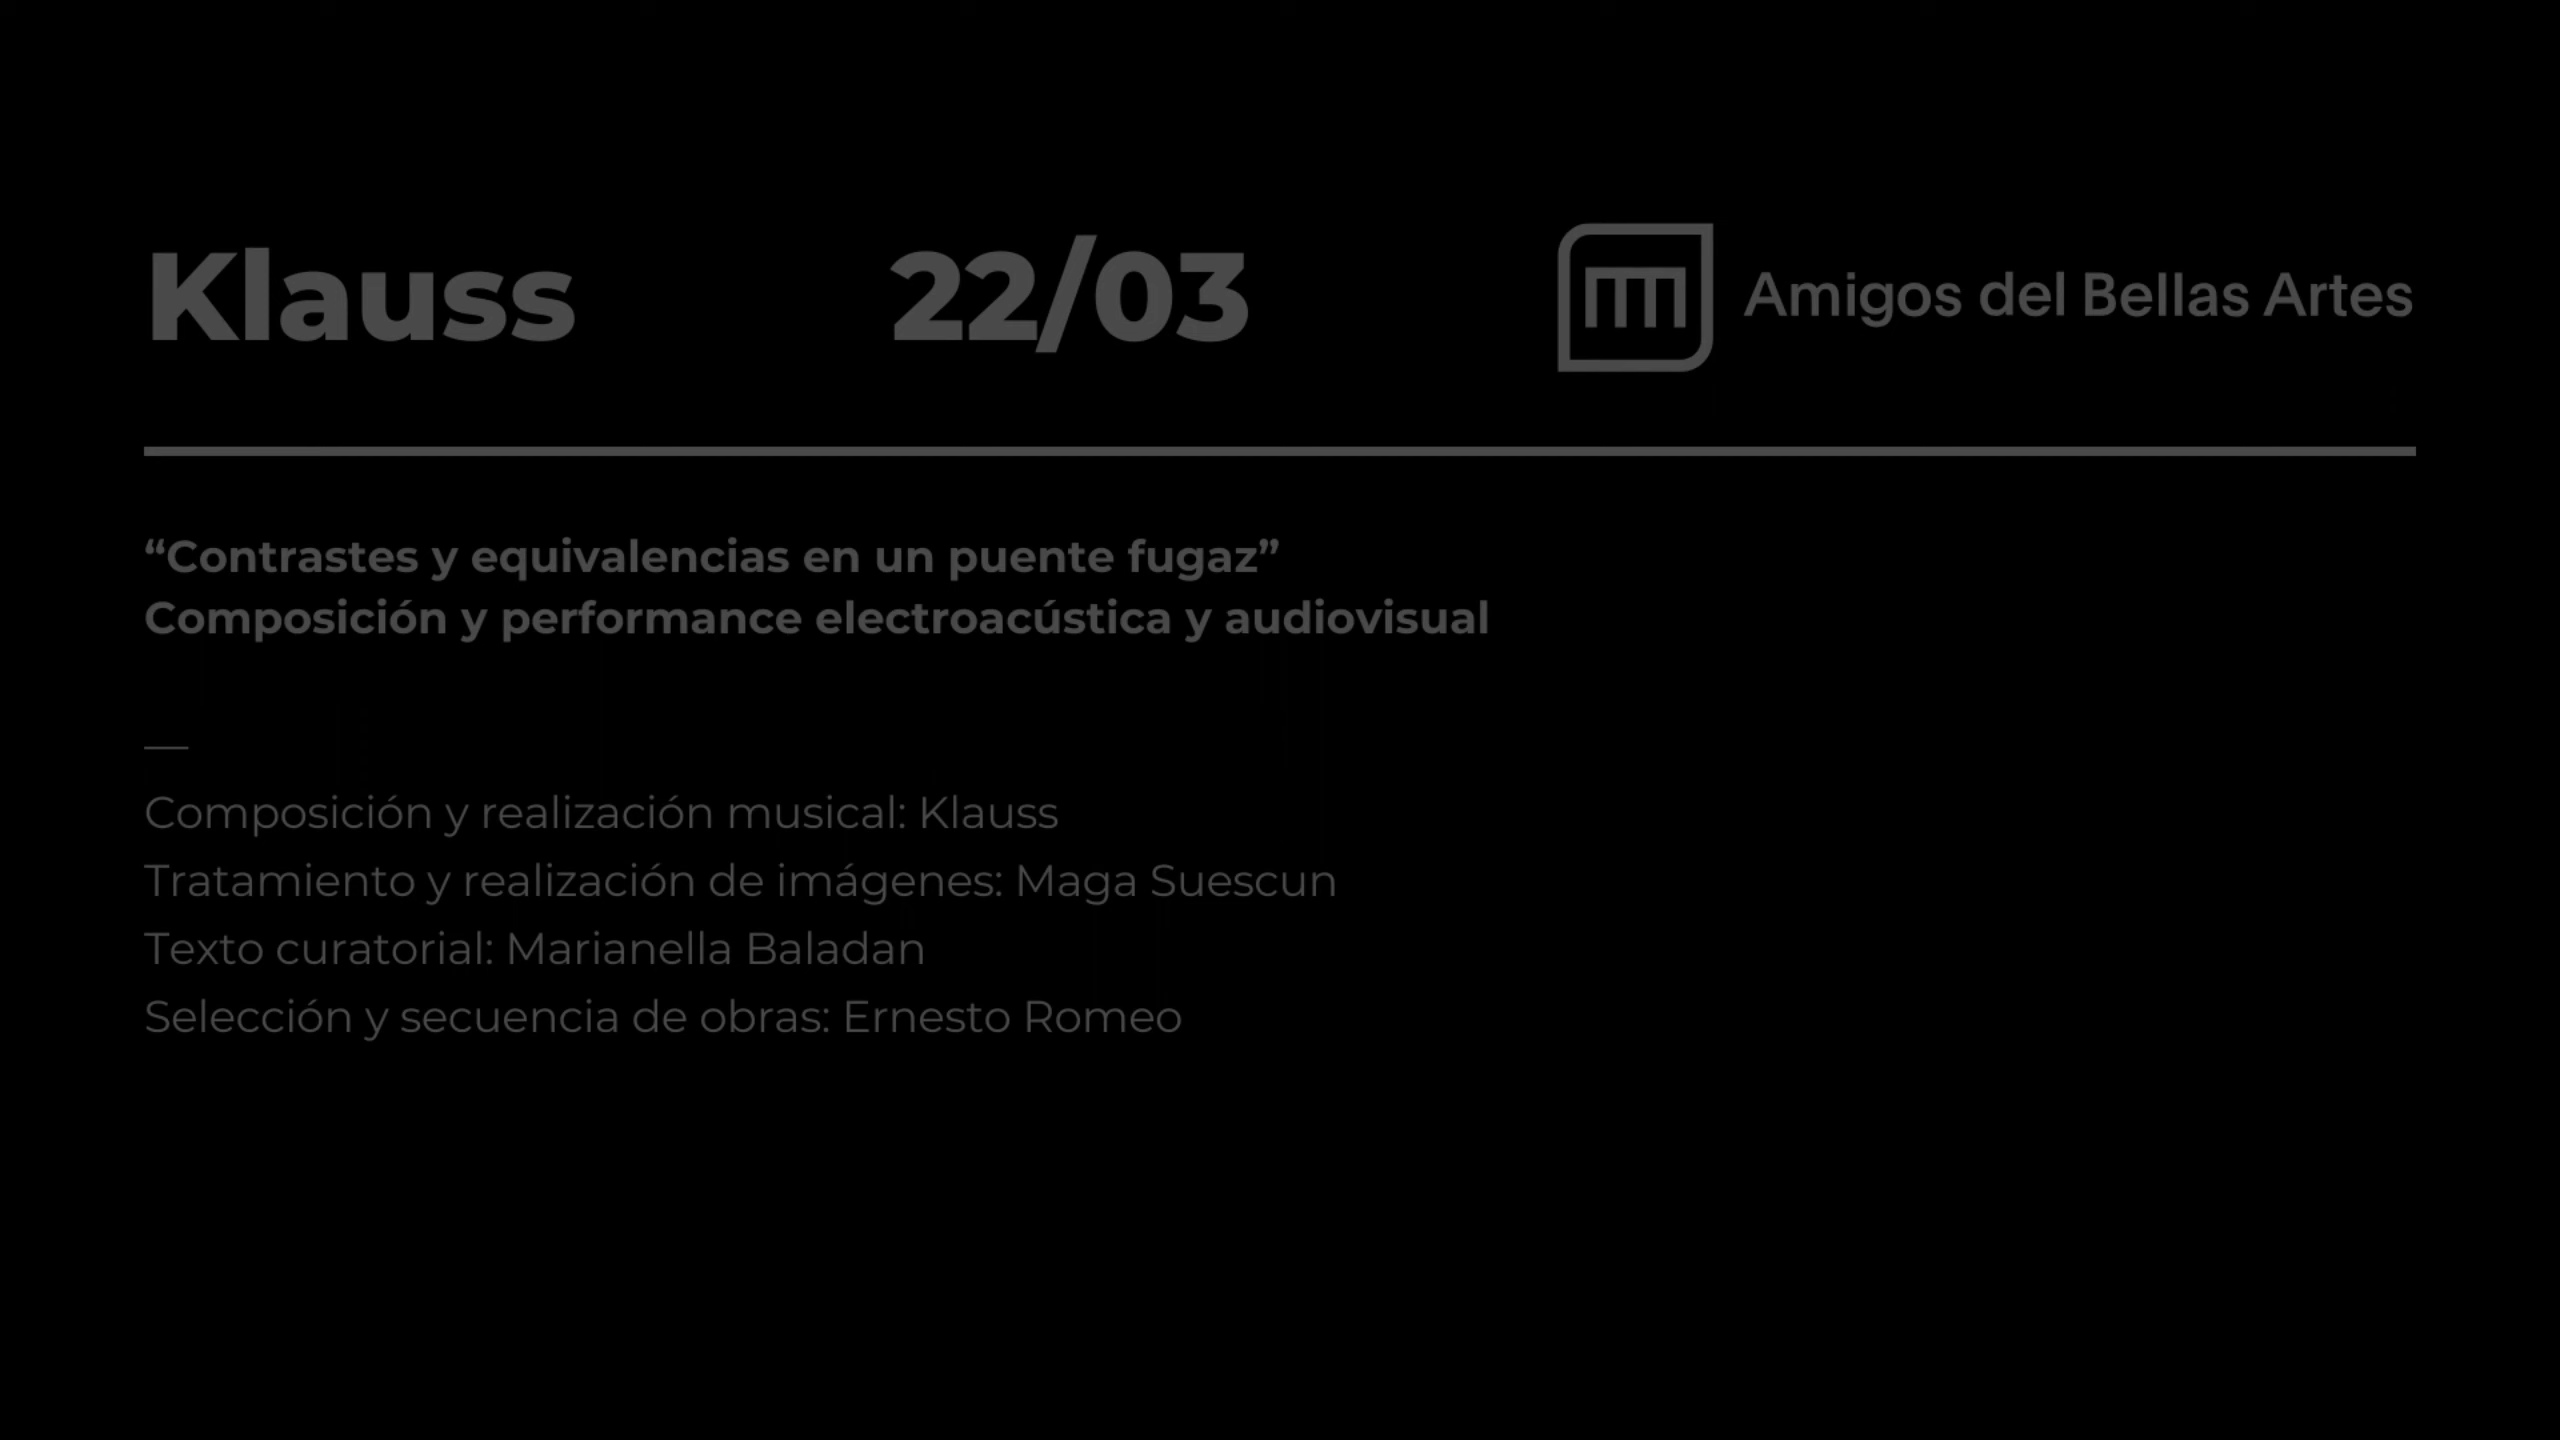 Klauss 22/03 Amigos del Bellas Artes
“Contrastes y equivalencias en un puente fugaz”
Composición y performance electroacústica y audiovisual
—
Composición y realización musical: Klauss
Tratamiento y realización de imágenes: Maga Suescun
Texto curatorial: Marianella Baladan
Selección y secuencia de obras: Ernesto Romeo